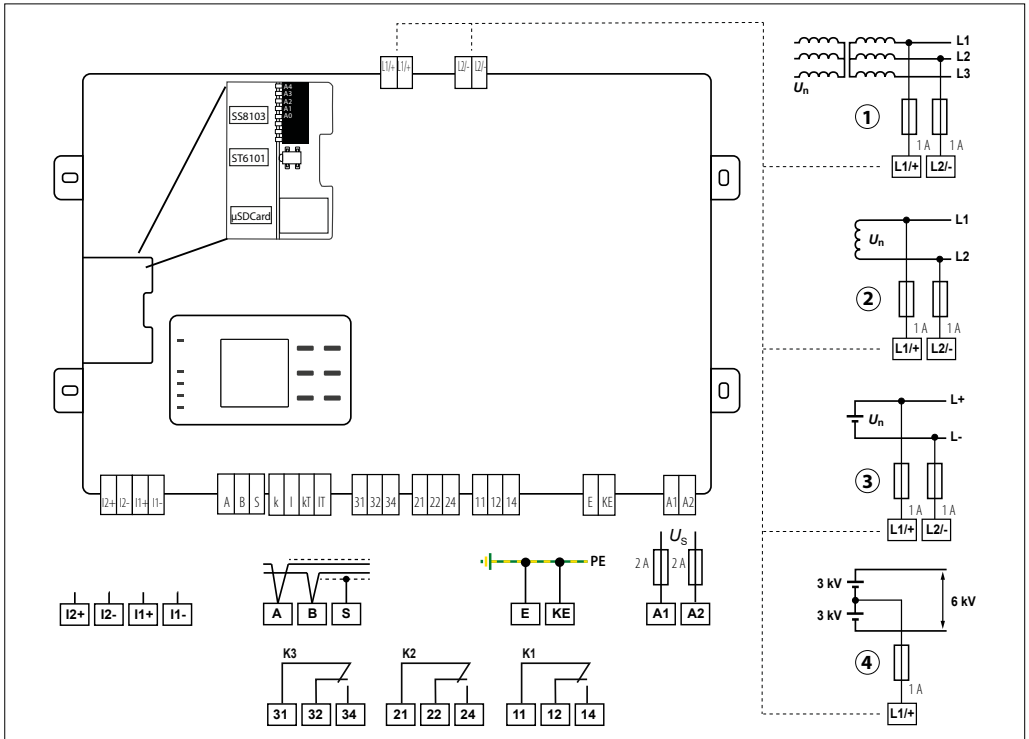 L1/+ L1/+ L2/- L2/-
A4
A3
A2
A1
A0
SS8103
ST6101
µSDCard
I2+ I2- I1+ I1- A B S k l kT lT 31 32 34 21 22 24 11 12 14 E KE A1 A2
I2+ I2- I1+ I1-
A B S
PE
E KE
Us
2 A 2 A
A1 A2
K3
31 32 34
K2
21 22 24
K1
11 12 14
L1
L2
L3
Un
1
1 A 1 A
L1/+ L2/-
L1
Un
L2
2
1 A 1 A
L1/+ L2/-
L+
Un
L-
3
1 A 1 A
L1/+ L2/-
3 kV
6 kV
3 kV
4
1 A
L1/+